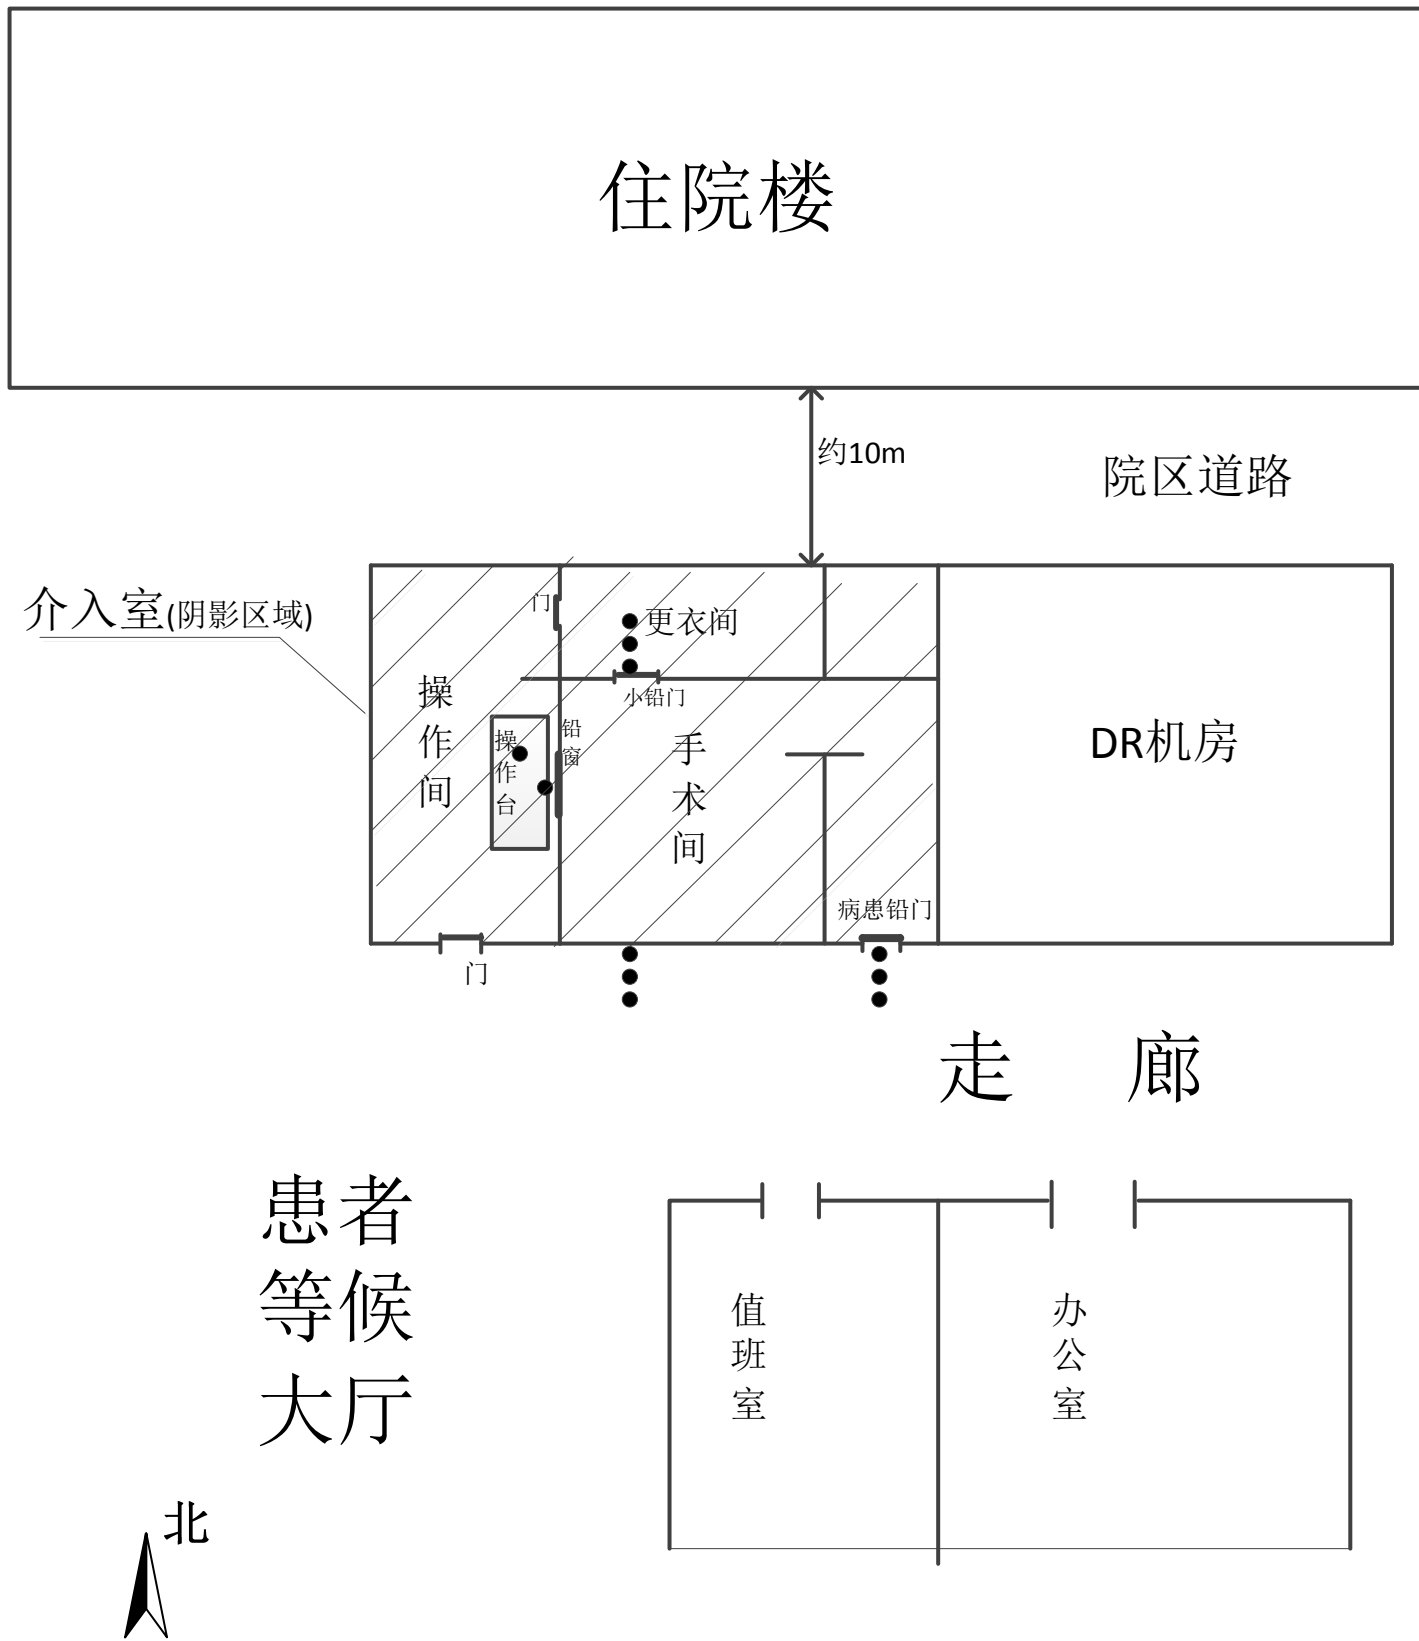 住院楼
约10m
院区道路
介入室(阴影区域)
门
更衣间
小铅门
操作间
操作台
铅窗
手术间
DR机房
病患铅门
门
走 廊
患者
等候
大厅
值班室
办公室
北